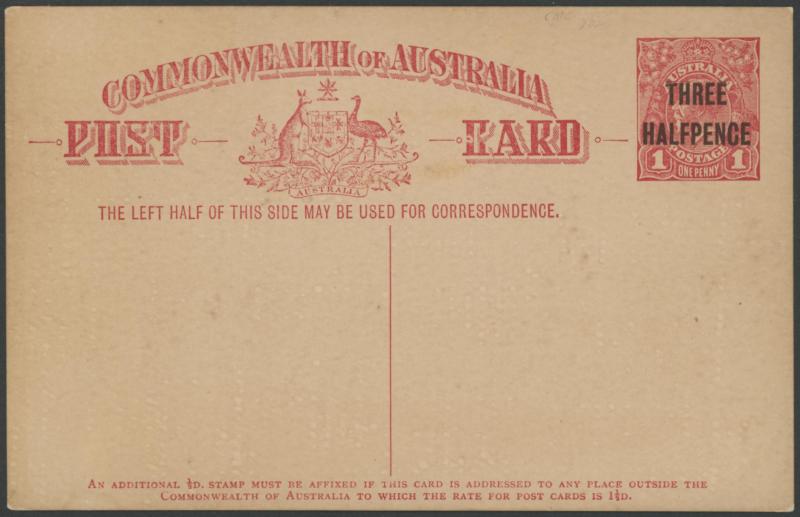 COMMONWEALTH OF AUSTRALIA
POST CARD
AUSTRALIA
THE LEFT HALF OF THIS SIDE MAY BE USED FOR CORRESPONDENCE.
AUSTRALIA
THREE
HALFPENCE
POSTAGE
1 1
ONE PENNY
AN ADDITIONAL ½D. STAMP MUST BE AFFIXED IF THIS CARD IS ADDRESSED TO ANY PLACE OUTSIDE THE
COMMONWEALTH OF AUSTRALIA TO WHICH THE RATE FOR POST CARDS IS 1½D.